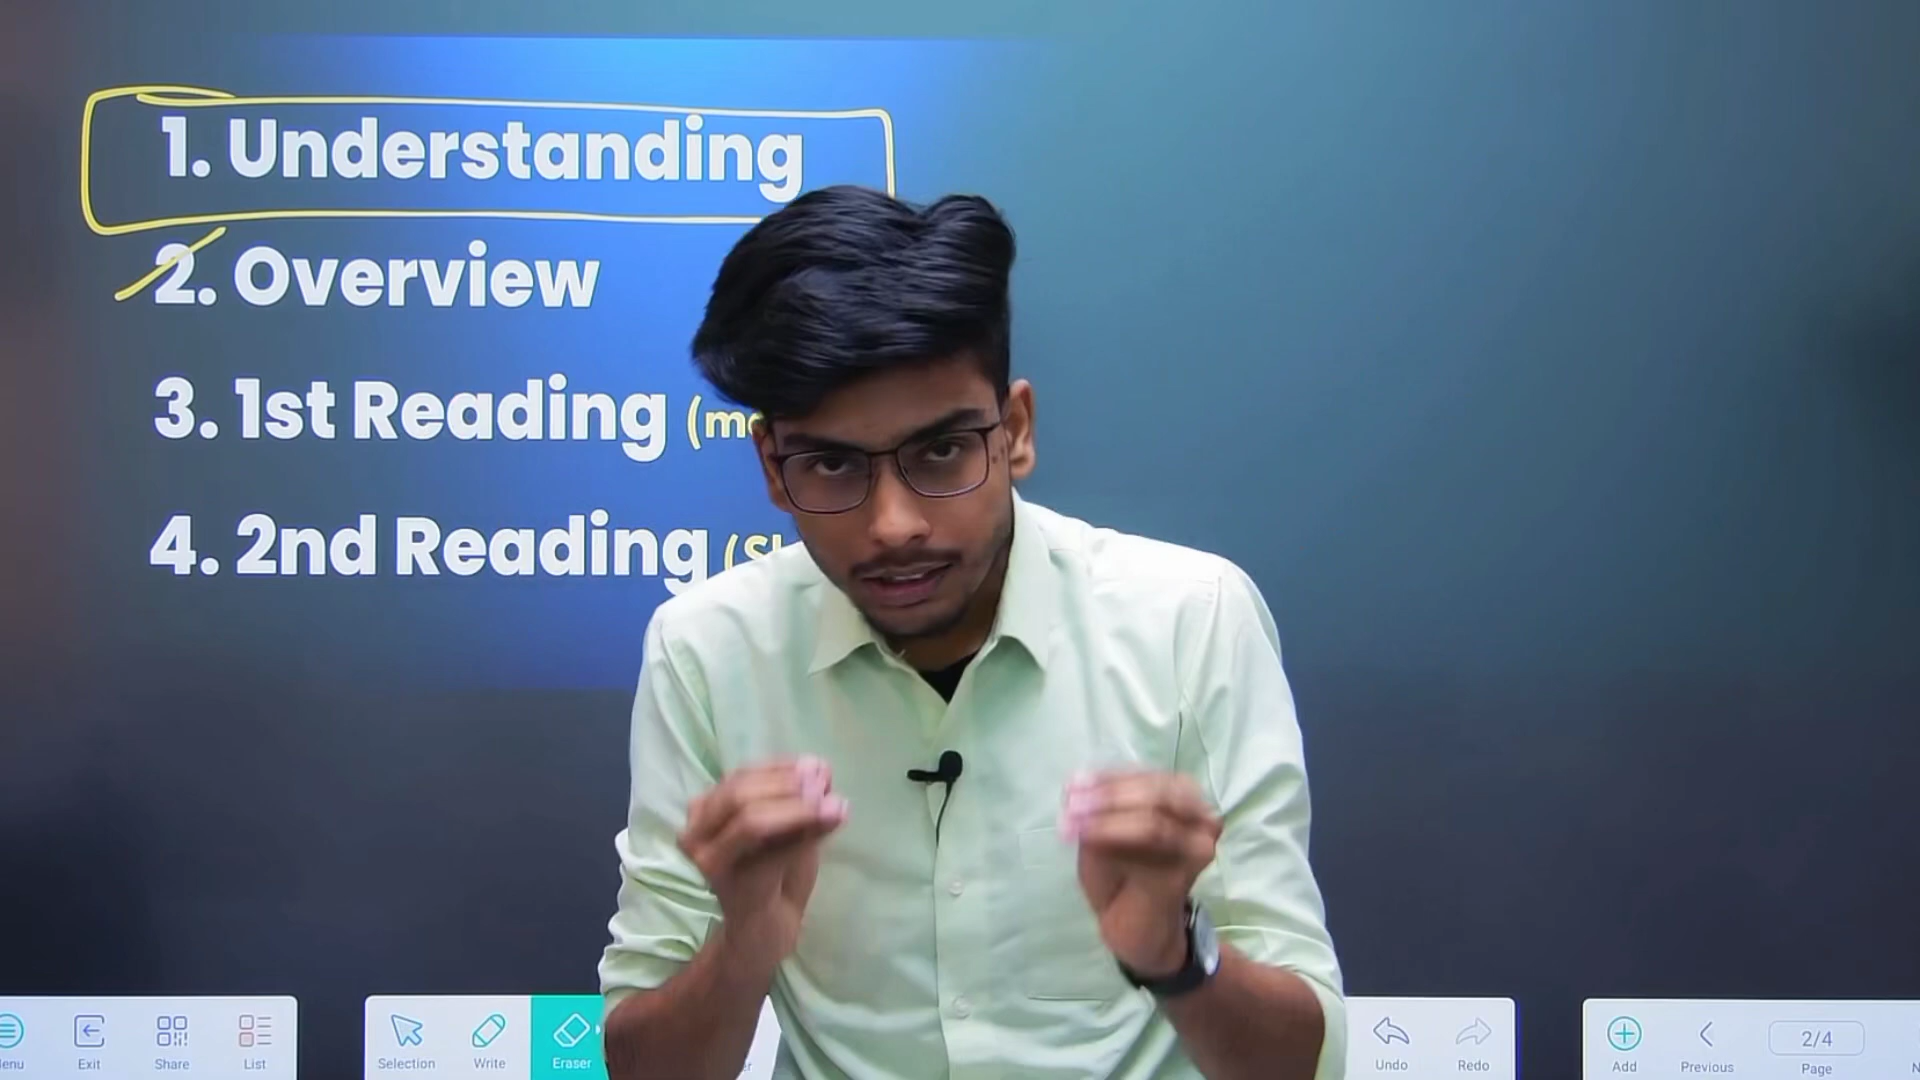 1. Understanding
2. Overview
3. 1st Reading
4. 2nd Reading
Exit Share List Selection Write Eraser Undo Redo Add Previous 2/4 Page